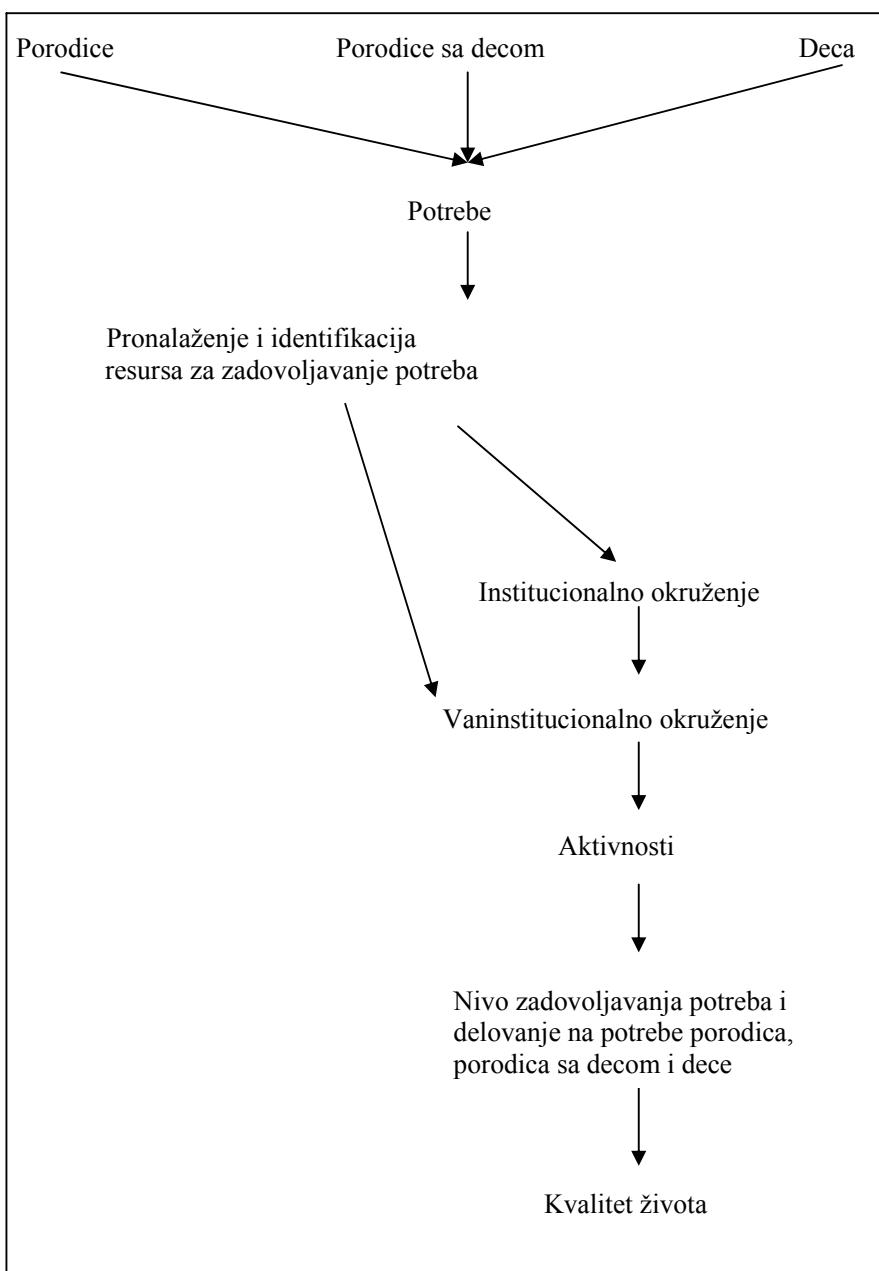 Porodice
Porodice sa decom
Deca
Potrebe
Pronalaženje i identifikacija
resursa za zadovoljavanje potreba
Institucionalno okruženje
Vaninstitucionalno okruženje
Aktivnosti
Nivo zadovoljavanja potreba i
delovanje na potrebe porodica,
porodica sa decom i dece
Kvalitet života